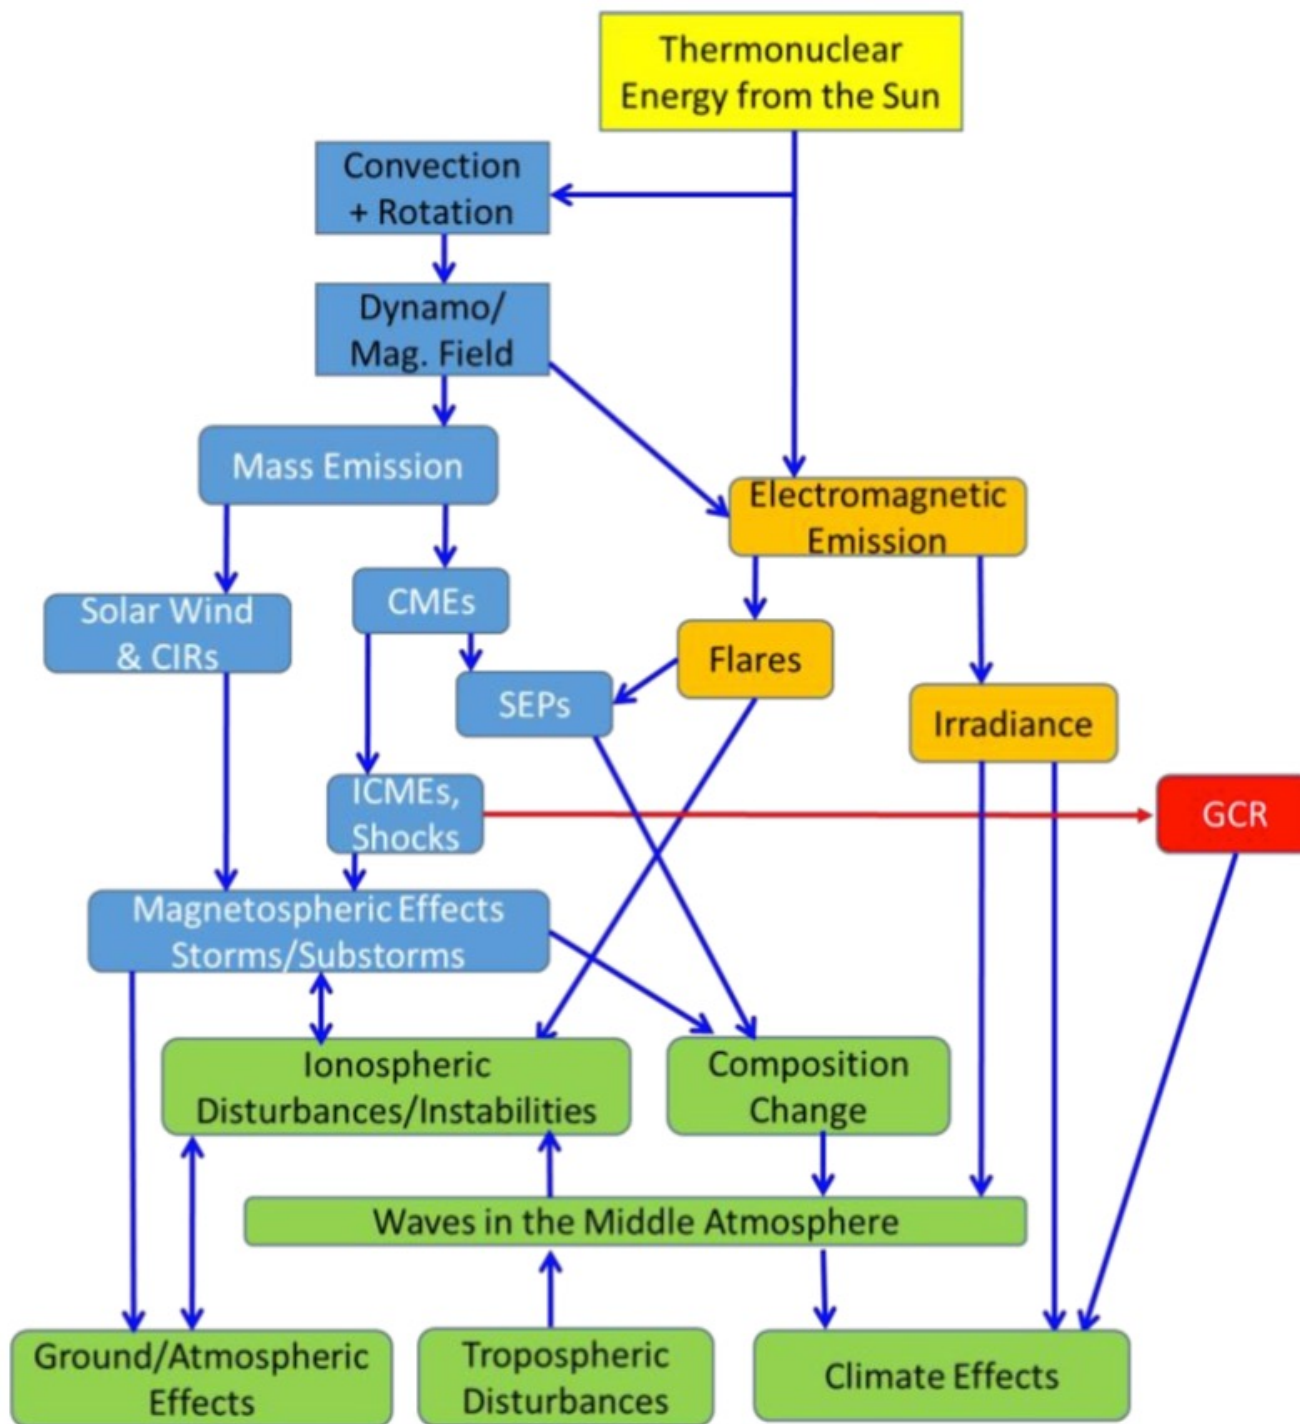 Thermonuclear
Energy from the Sun
Convection
+ Rotation
Dynamo/
Mag. Field
Mass Emission
Electromagnetic
Emission
CMEs
Solar Wind
& CIRs
Flares
SEPs
Irradiance
ICMEs,
Shocks
GCR
Magnetospheric Effects
Storms/Substorms
Ionospheric
Disturbances/Instabilities
Composition
Change
Waves in the Middle Atmosphere
Ground/Atmospheric
Effects
Tropospheric
Disturbances
Climate Effects